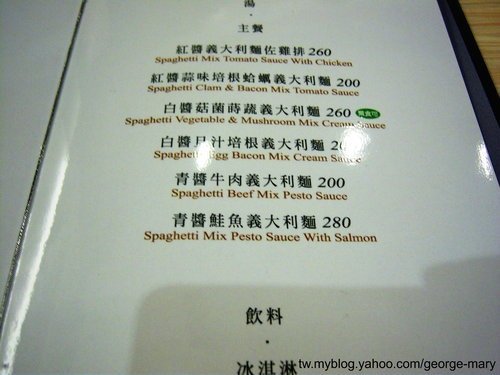 湯
・
主餐
紅醬義大利麵佐雞排 260
Spaghetti Mix Tomato Sauce With Chicken
紅醬蒜味培根蛤蠣義大利麵 200
Spaghetti Clam & Bacon Mix Tomato Sauce
白醬菇菌蒔蔬義大利麵 260 素食可
Spaghetti Vegetable & Mushroom Mix Cream Sauce
白醬旦汁培根義大利麵
Spaghetti Egg Bacon Mix Cream Sauce
青醬牛肉義大利麵 200
Spaghetti Beef Mix Pesto Sauce
青醬鮭魚義大利麵 280
Spaghetti Mix Pesto Sauce With Salmon
飲料
・
冰淇淋
tw.myblog.yahoo.com/george-mary